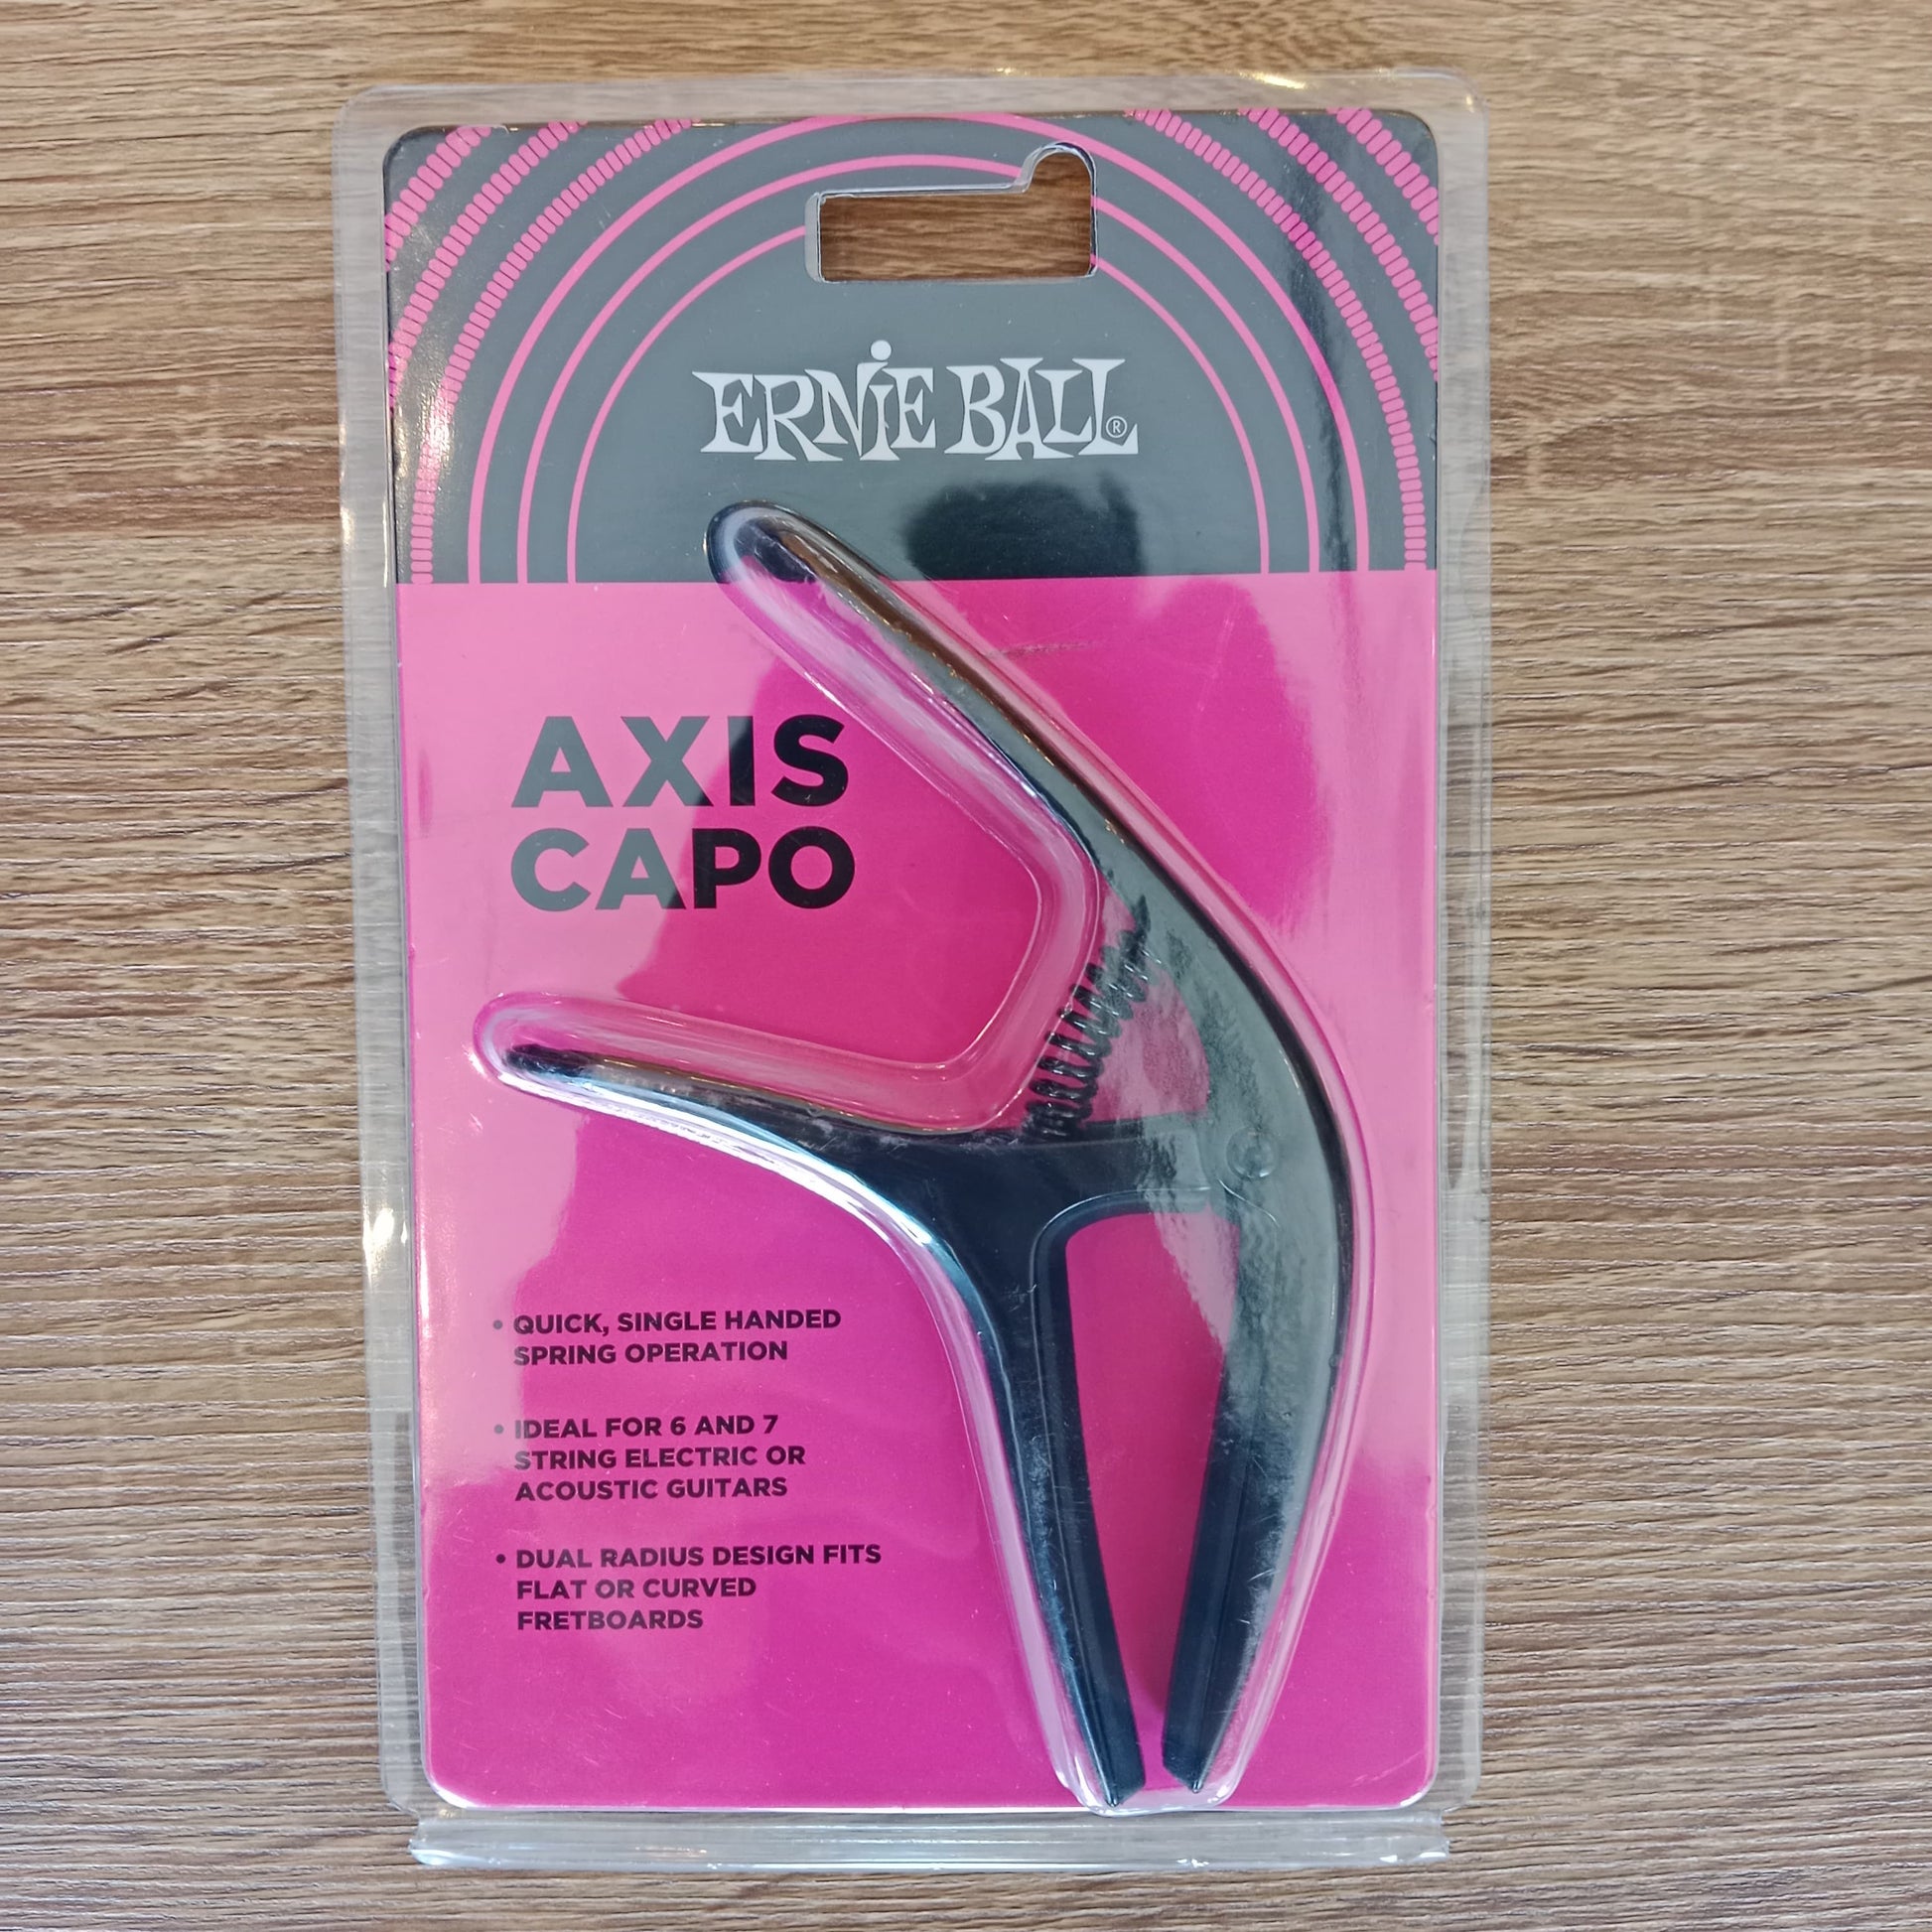 ERNiE BALL®
AXIS
CAPO
• QUICK, SINGLE HANDED
SPRING OPERATION
• IDEAL FOR 6 AND 7
STRING ELECTRIC OR
ACOUSTIC GUITARS
• DUAL RADIUS DESIGN FITS
FLAT OR CURVED
FRETBOARDS